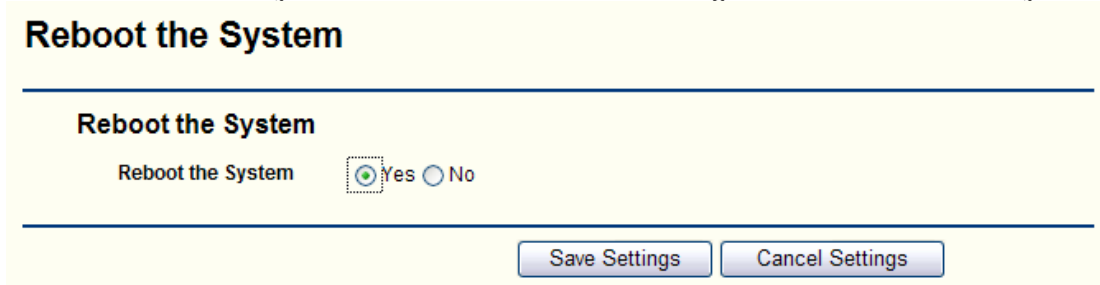 Reboot the System
Reboot the System
Reboot the System Yes No
Save Settings Cancel Settings